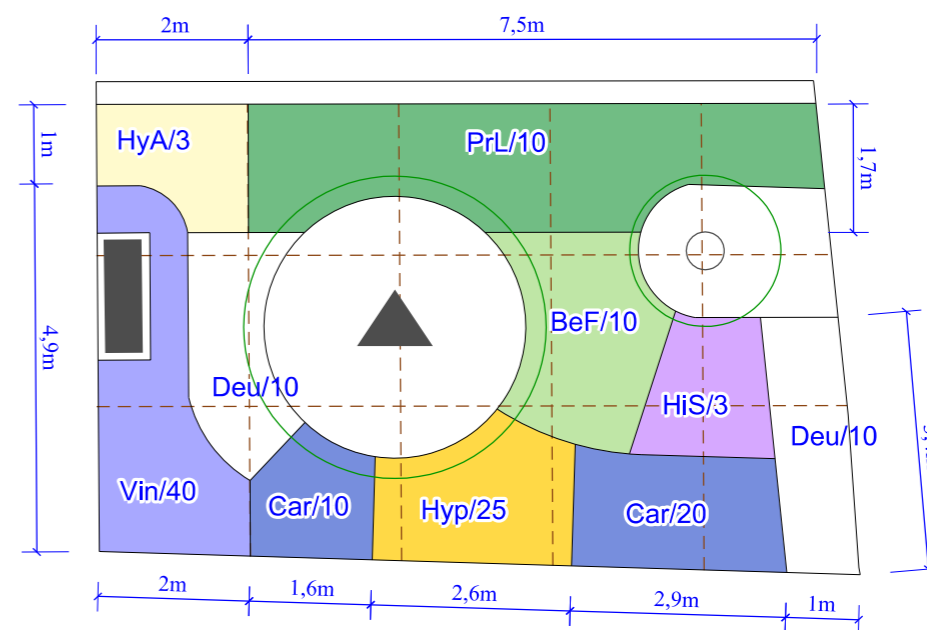 2m
7,5m
HyA/3
PrL/10
1m
1,7m
4,9m
BeF/10
Deu/10
HiS/3
Deu/10
Vin/40
Car/10
Hyp/25
Car/20
2m
1,6m
2,6m
2,9m
1m